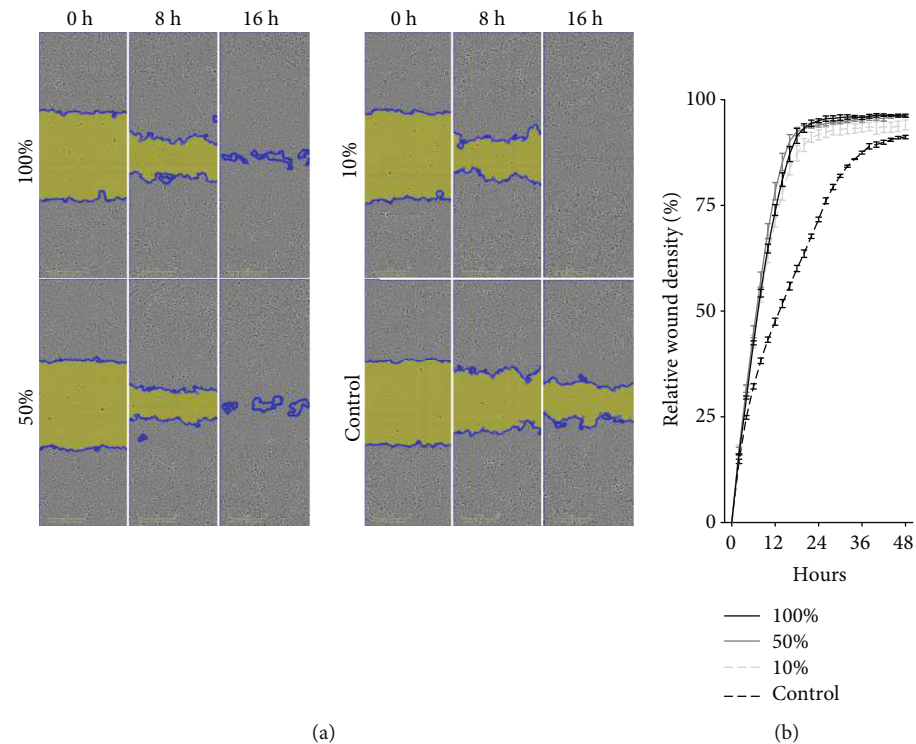 0 h 8 h 16 h
100%
50%
0 h 8 h 16 h
10%
Control
(a)
Relative wound density (%)
100
75
50
25
0
0 12 24 36 48
Hours
100%
50%
10%
Control
(b)